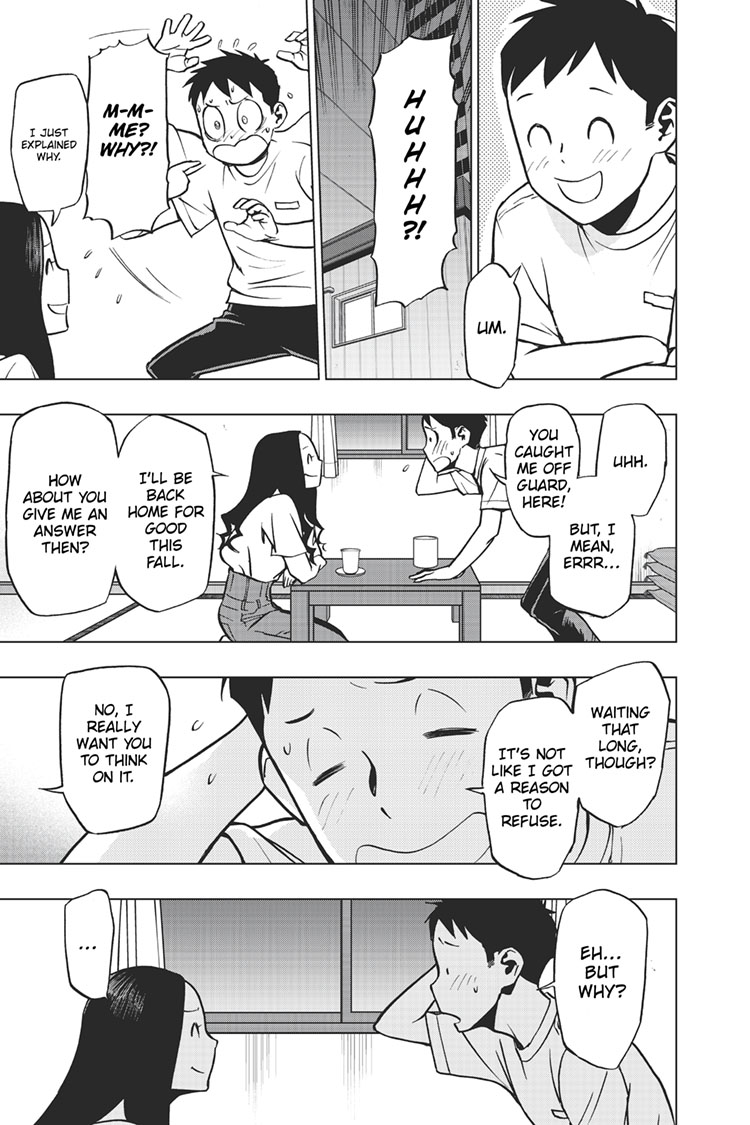 UM.
HUHHHH?!
M-M-
ME?
WHY?!
I JUST
EXPLAINED
WHY.
UHH.
YOU
CAUGHT
ME OFF
GUARD,
HERE!
BUT, I
MEAN,
ERRR...
I'LL BE
BACK
HOME FOR
GOOD
THIS
FALL.
HOW
ABOUT YOU
GIVE ME AN
ANSWER
THEN?
WAITING
THAT
LONG,
THOUGH?
IT'S NOT
LIKE I GOT
A REASON
TO
REFUSE.
NO, I
REALLY
WANT YOU
TO THINK
ON IT.
EH...
BUT
WHY?
...